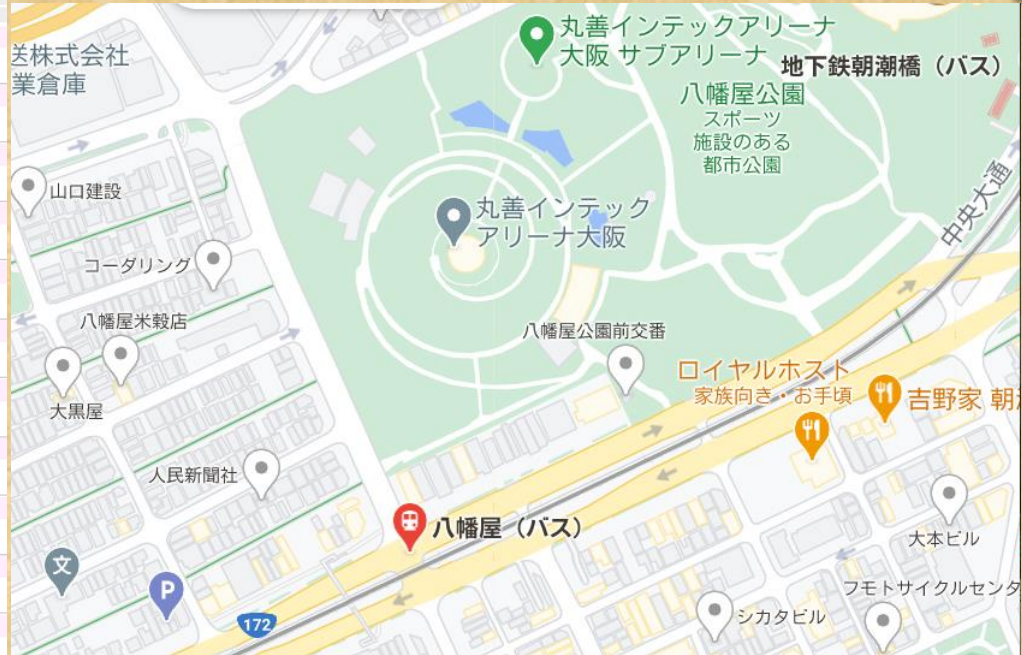 送株式会社
業倉庫
丸善インテックアリーナ
大阪 サブアリーナ
地下鉄朝潮橋（バス）
八幡屋公園
スポーツ
施設のある
都市公園
山口建設
丸善インテック
アリーナ大阪
中央大通
コーダリング
八幡屋米穀店
八幡屋公園前交番
大黒屋
ロイヤルホスト
家族向き・お手頃
吉野家 朝
人民新聞社
八幡屋（バス）
大本ビル
文
P
フモトサイクルセンタ
シカタビル
172